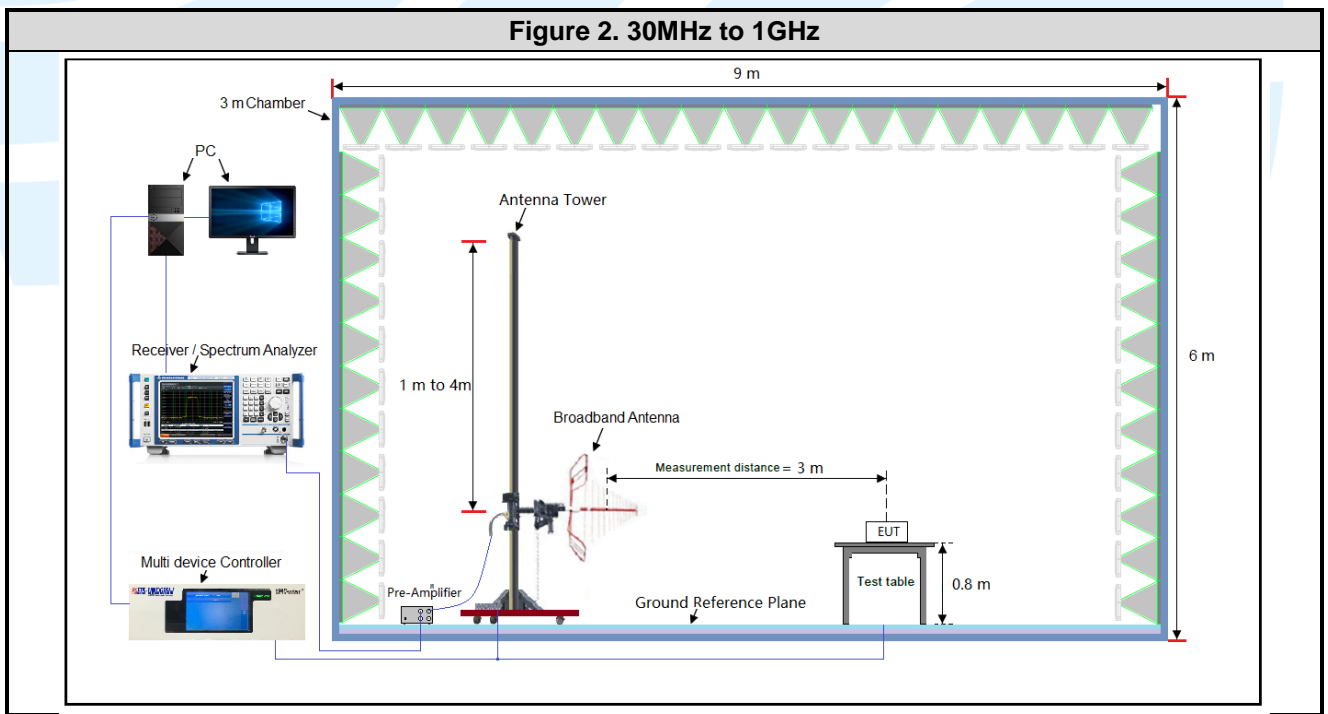 Figure 2. 30MHz to 1GHz
9 m
3 m Chamber
PC
Antenna Tower
Receiver / Spectrum Analyzer
1 m to 4m
6 m
Broadband Antenna
Measurement distance = 3 m
EUT
Multi device Controller
Test table
0.8 m
Pre-Amplifier
Ground Reference Plane